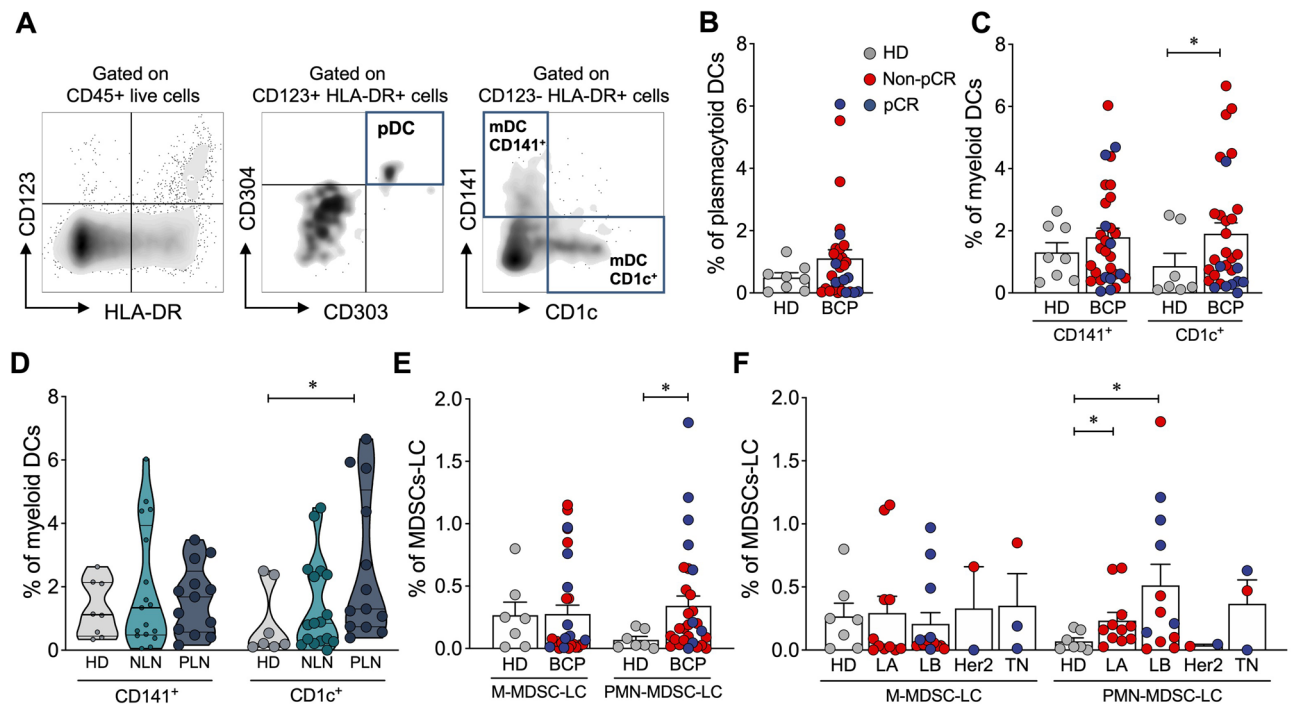 A
Gated on
CD45+ live cells
CD123
HLA-DR
Gated on
CD123+ HLA-DR+ cells
pDC
CD304
CD303
Gated on
CD123- HLA-DR+ cells
mDC
CD141+
mDC
CD1c+
CD141
CD1c
B
% of plasmacytoid DCs
8
6
4
2
0
HD
BCP
HD
Non-pCR
pCR
C
% of myeloid DCs
8
6
4
2
0
*
HD
BCP
HD
BCP
CD141+
CD1c+
D
% of myeloid DCs
8
6
4
2
0
*
HD
NLN
PLN
HD
NLN
PLN
CD141+
CD1c+
E
% of MDSCs-LC
2.0
1.5
1.0
0.5
0.0
*
HD
BCP
HD
BCP
M-MDSC-LC
PMN-MDSC-LC
F
% of MDSCs-LC
2.0
1.5
1.0
0.5
0.0
*
*
HD
LA
LB
Her2
TN
HD
LA
LB
Her2
TN
M-MDSC-LC
PMN-MDSC-LC